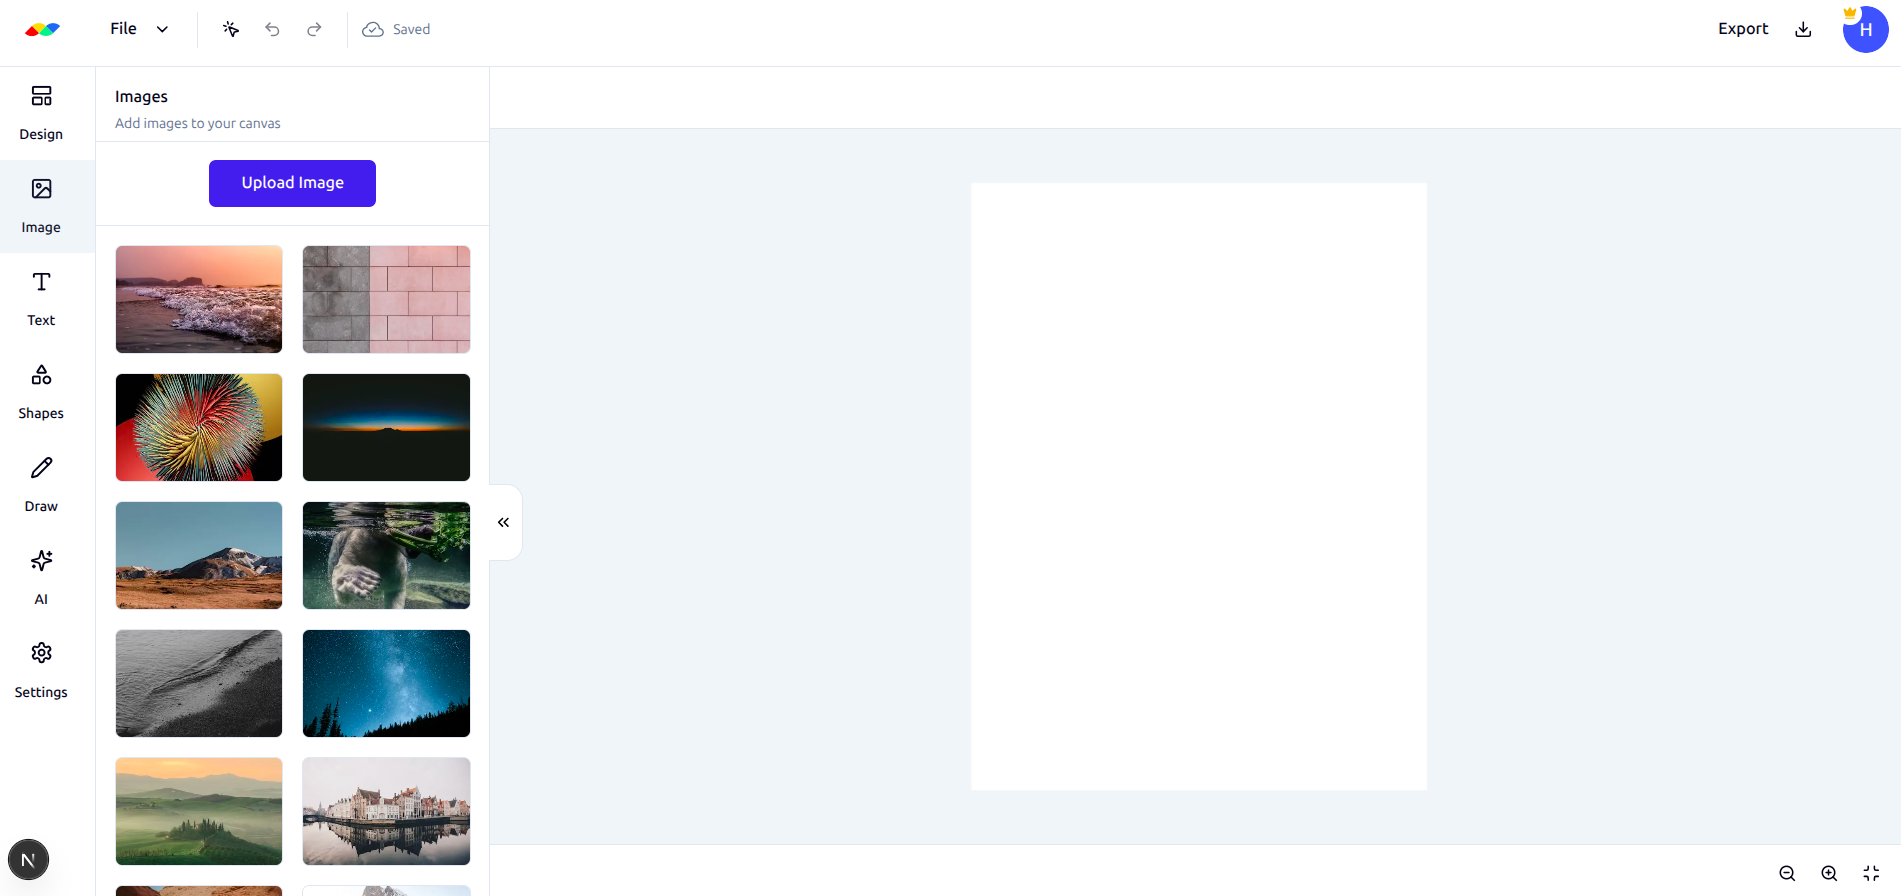 File
Saved
Export
H
Design
Image
Text
Shapes
Draw
AI
Settings
Images
Add images to your canvas
Upload Image
N